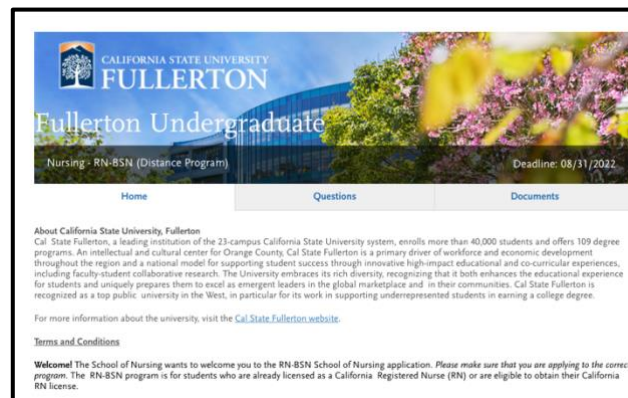 CALIFORNIA STATE UNIVERSITY
FULLERTON
Fullerton Undergraduate
Nursing - RN-BSN (Distance Program)
Deadline: 08/31/2022
Home
Questions
Documents
About California State University, Fullerton
Cal State Fullerton, a leading institution of the 23-campus California State University system, enrolls more than 40,000 students and offers 109 degree
programs. An intellectual and cultural center for Orange County, Cal State Fullerton is a primary driver of workforce and economic development
throughout the region and a national model for supporting student success through innovative high-impact educational and co-curricular experiences,
including faculty-student collaborative research. The University embraces its rich diversity, recognizing that it both enhances the educational experience
for students and uniquely prepares them to excel as emergent leaders in the global marketplace and in their communities. Cal State Fullerton is
recognized as a top public university in the West, in particular for its work in supporting underrepresented students in earning a college degree.
For more information about the university, visit the Cal State Fullerton website.
Terms and Conditions
Welcome! The School of Nursing wants to welcome you to the RN-BSN School of Nursing application. Please make sure that you are applying to the correc
program. The RN-BSN program is for students who are already licensed as a California Registered Nurse (RN) or are eligible to obtain their California
RN license.